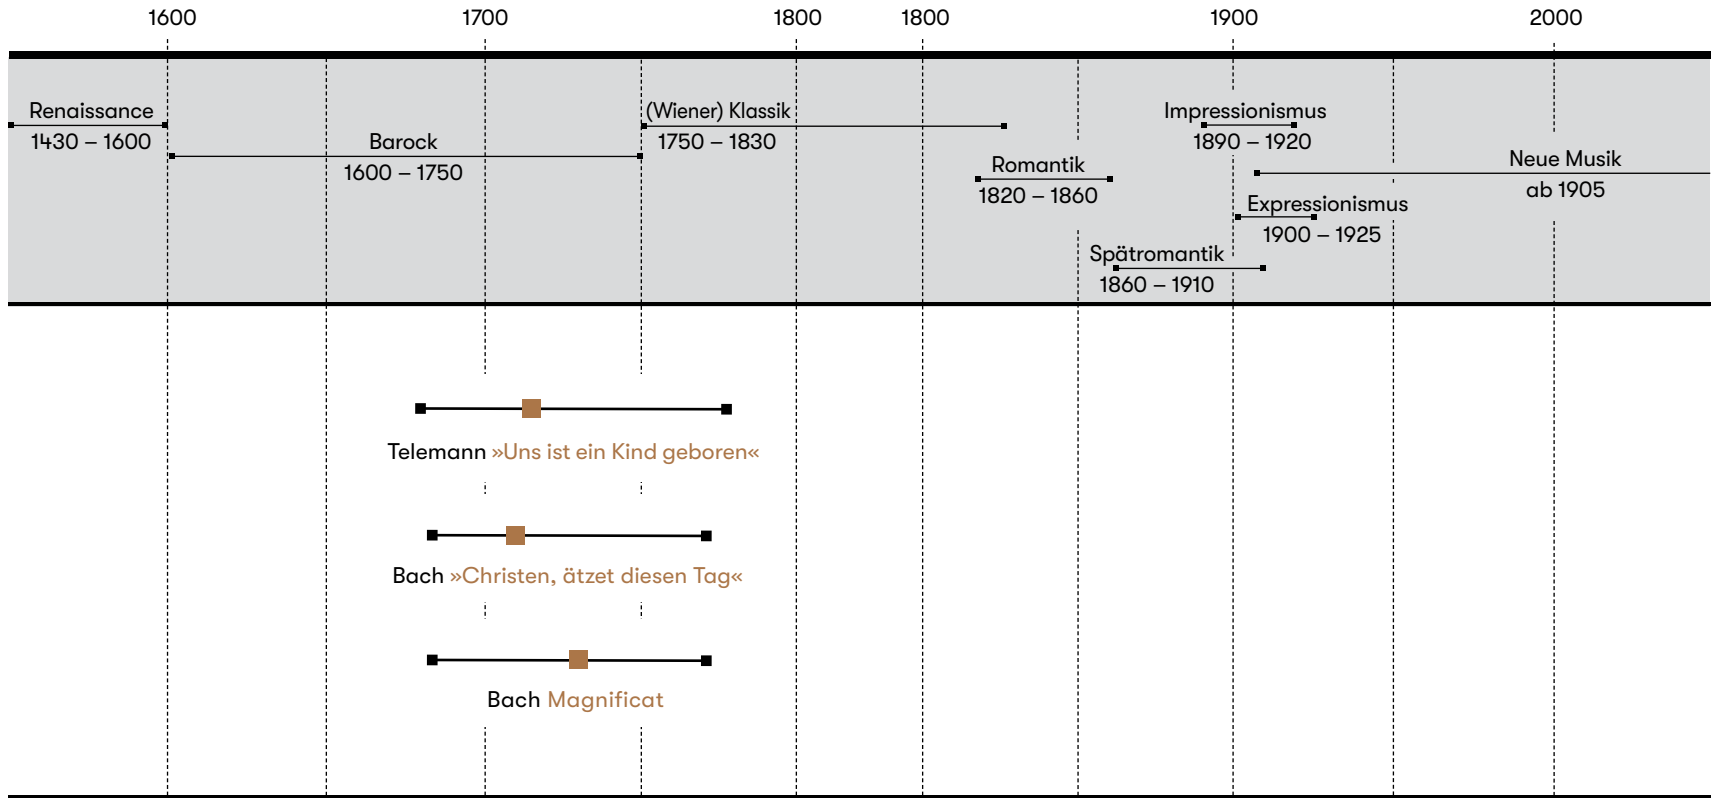 1600 1700 1800 1800 1900 2000
Renaissance
1430 – 1600
Barock
1600 – 1750
(Wiener) Klassik
1750 – 1830
Romantik
1820 – 1860
Spätromantik
1860 – 1910
Impressionismus
1890 – 1920
Expressionismus
1900 – 1925
Neue Musik
ab 1905
Telemann »Uns ist ein Kind geboren«
Bach »Christen, ätzet diesen Tag«
Bach Magnificat